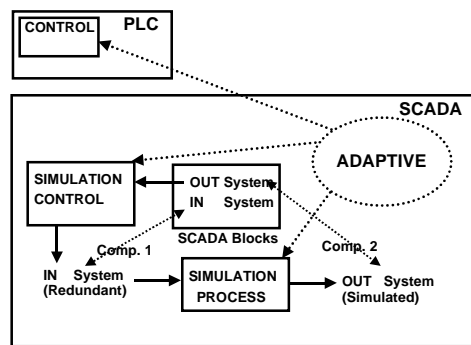 CONTROL
PLC
SCADA
ADAPTIVE
SIMULATION
CONTROL
OUT System
IN System
SCADA Blocks
Comp. 1
Comp. 2
IN System
(Redundant)
SIMULATION
PROCESS
OUT System
(Simulated)